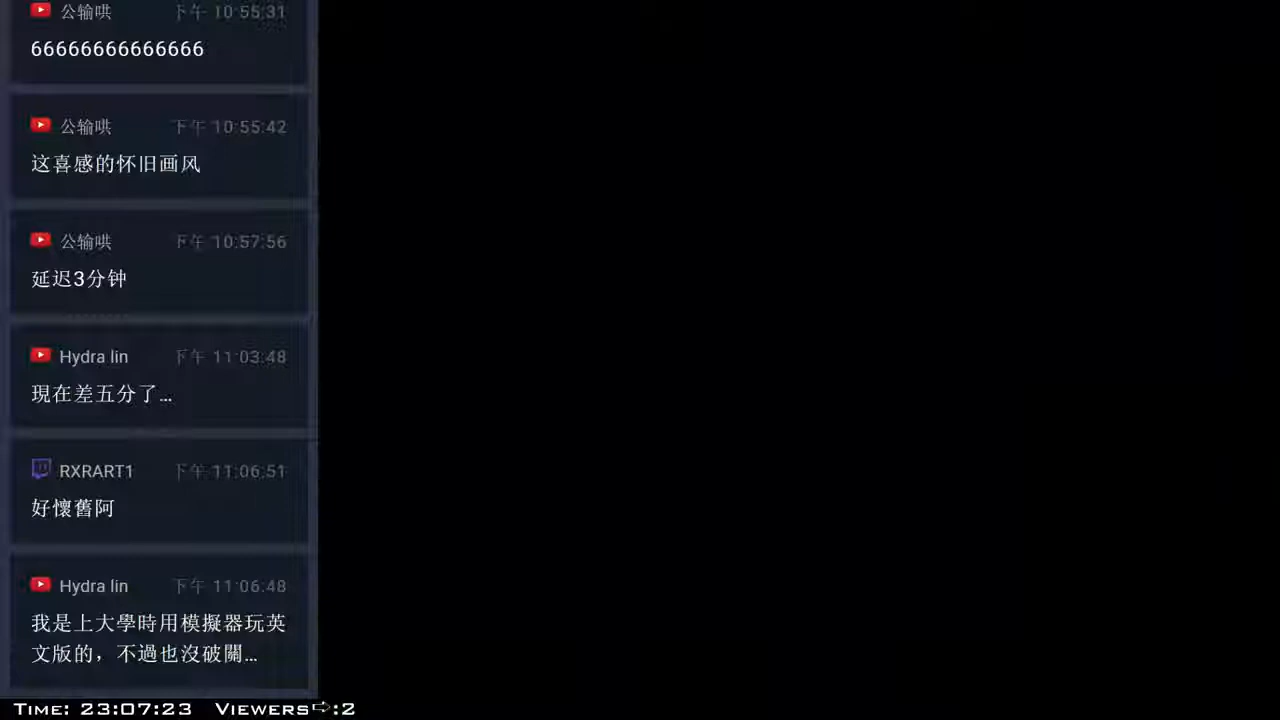 公输哄 下午 10:55:31
66666666666666
公输哄 下午 10:55:42
这喜感的怀旧画风
公输哄 下午 10:57:56
延迟3分钟
Hydra lin 下午 11:03:48
現在差五分了...
RXRART1 下午 11:06:51
好懷舊阿
Hydra lin 下午 11:06:48
我是上大學時用模擬器玩英
文版的，不過也沒破關...
Time: 23:07:23 Viewers⇨:2